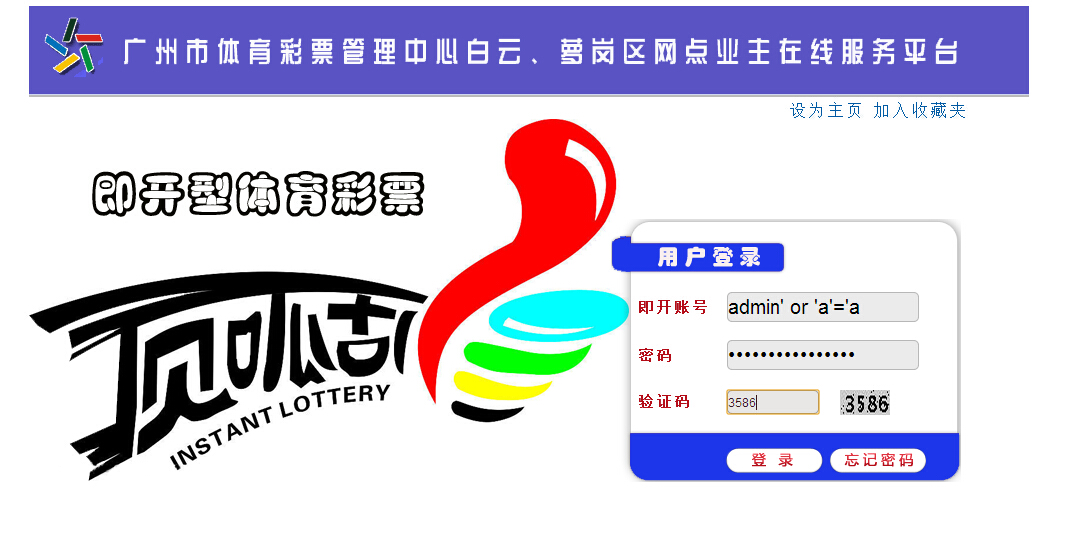 广州市体育彩票管理中心白云、萝岗区网点业主在线服务平台
设为主页 加入收藏夹
即开型体育彩票
顶呱刮
INSTANT LOTTERY
用户登录
即开账号 admin' or 'a'='a
密码 ••••••••••••••••
验证码 3586 3586
登 录 忘记密码